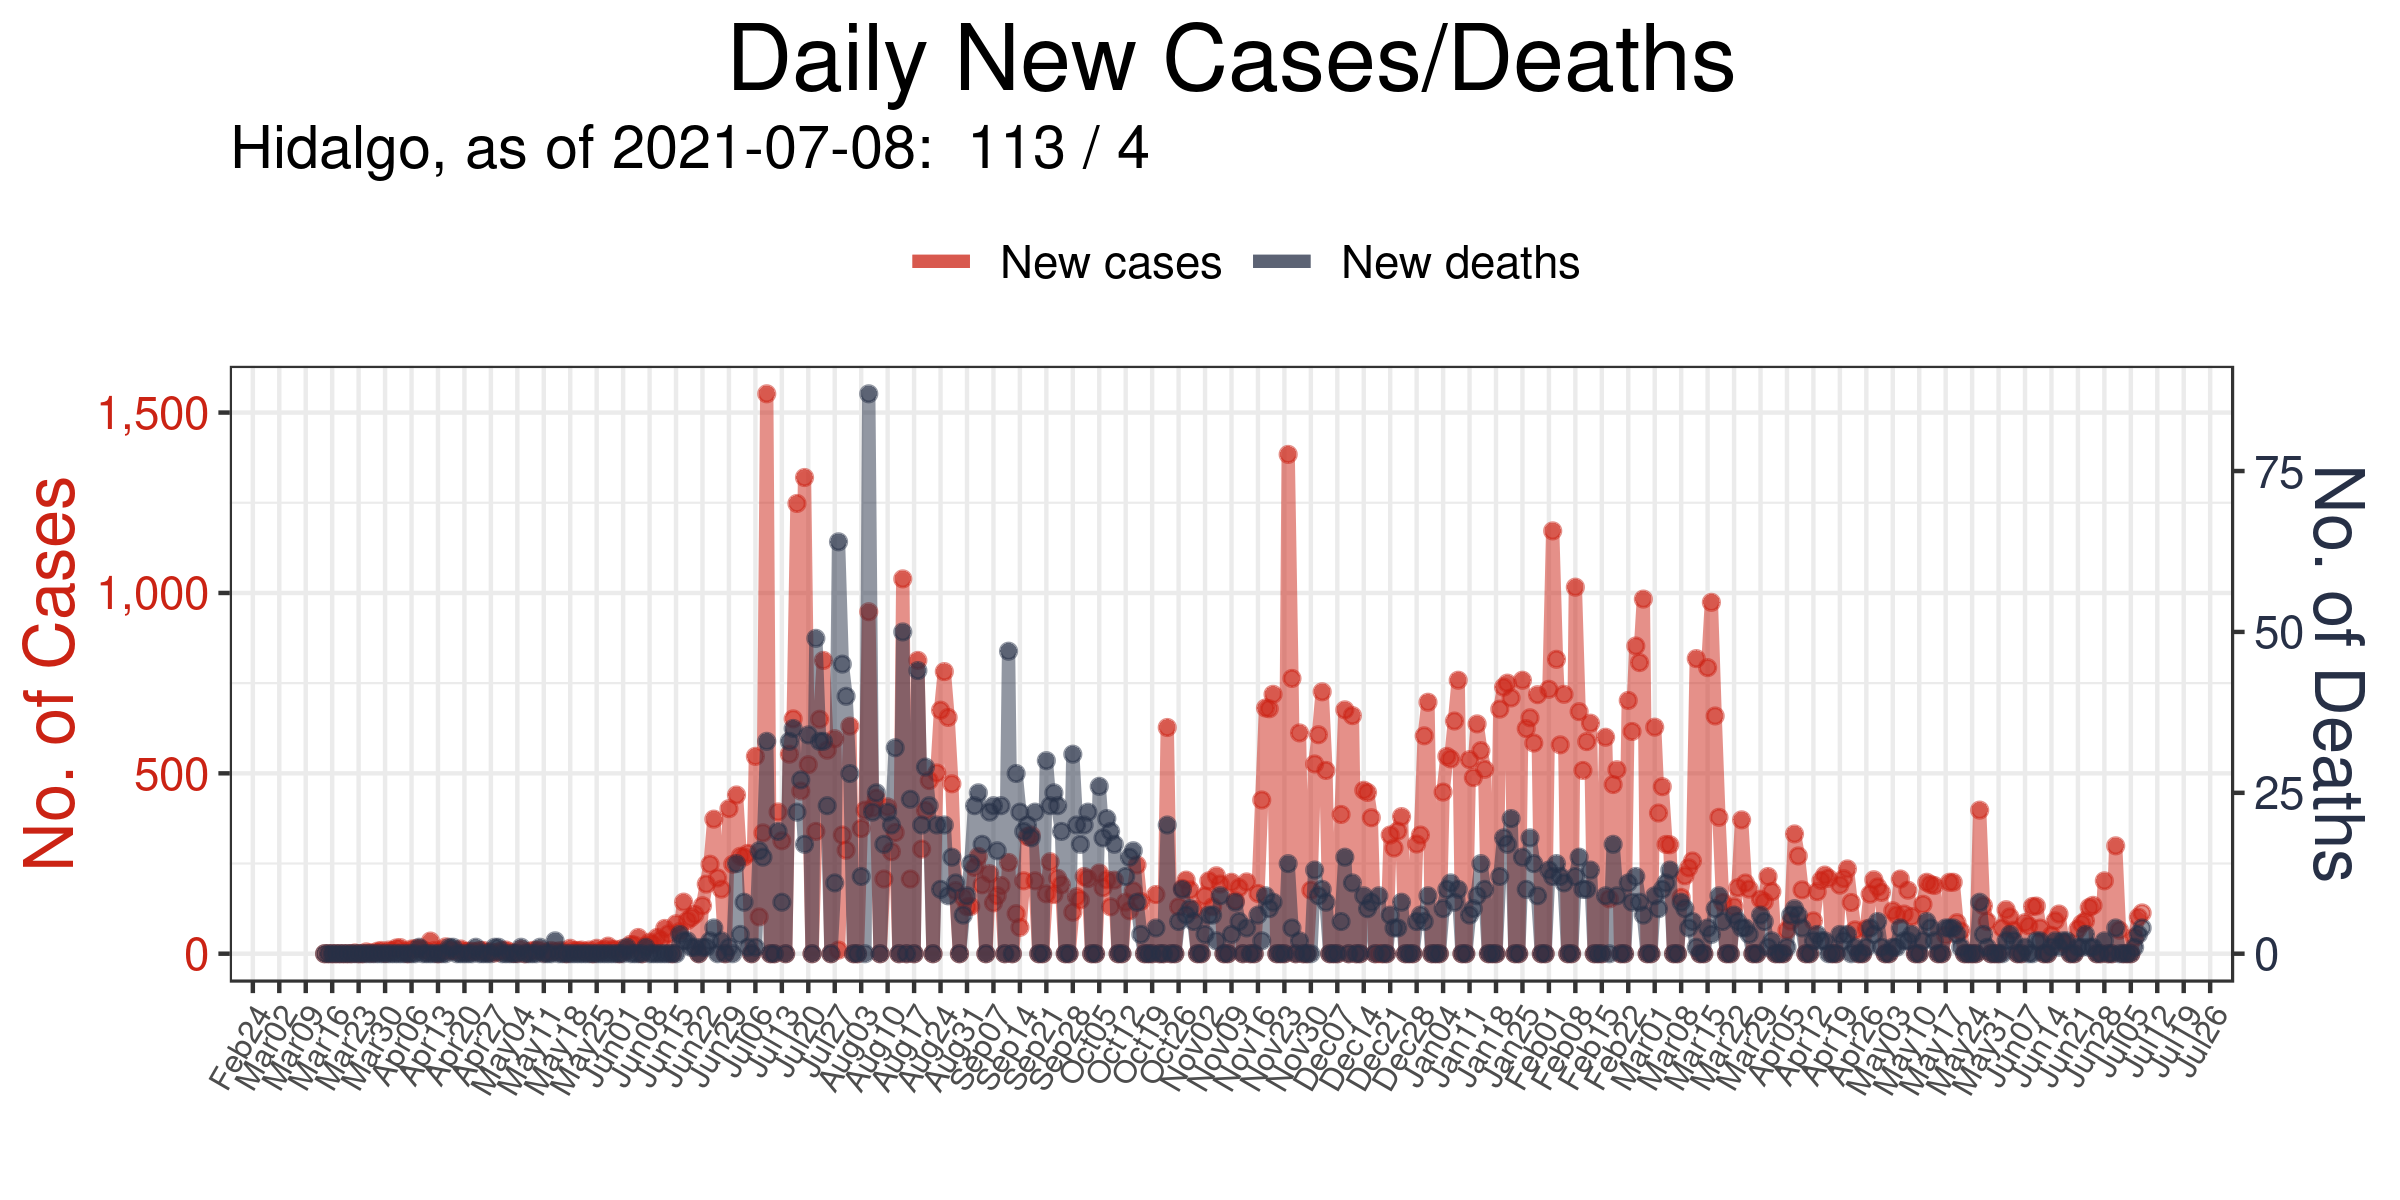 Daily New Cases/Deaths
Hidalgo, as of 2021-07-08:  113 / 4
New cases
New deaths
No. of Cases
1,500
1,000
500
0
75
50
25
0
No. of Deaths
Feb24
Mar02
Mar09
Mar16
Mar23
Mar30
Apr06
Apr13
Apr20
Apr27
May04
May11
May18
May25
Jun01
Jun08
Jun15
Jun22
Jun29
Jul06
Jul13
Jul20
Jul27
Aug03
Aug10
Aug17
Aug24
Aug31
Sep07
Sep14
Sep21
Sep28
Oct05
Oct12
Oct19
Oct26
Nov02
Nov09
Nov16
Nov23
Nov30
Dec07
Dec14
Dec21
Dec28
Jan04
Jan11
Jan18
Jan25
Feb01
Feb08
Feb15
Feb22
Mar01
Mar08
Mar15
Mar22
Mar29
Apr05
Apr12
Apr19
Apr26
May03
May10
May17
May24
May31
Jun07
Jun14
Jun21
Jun28
Jul05
Jul12
Jul19
Jul26